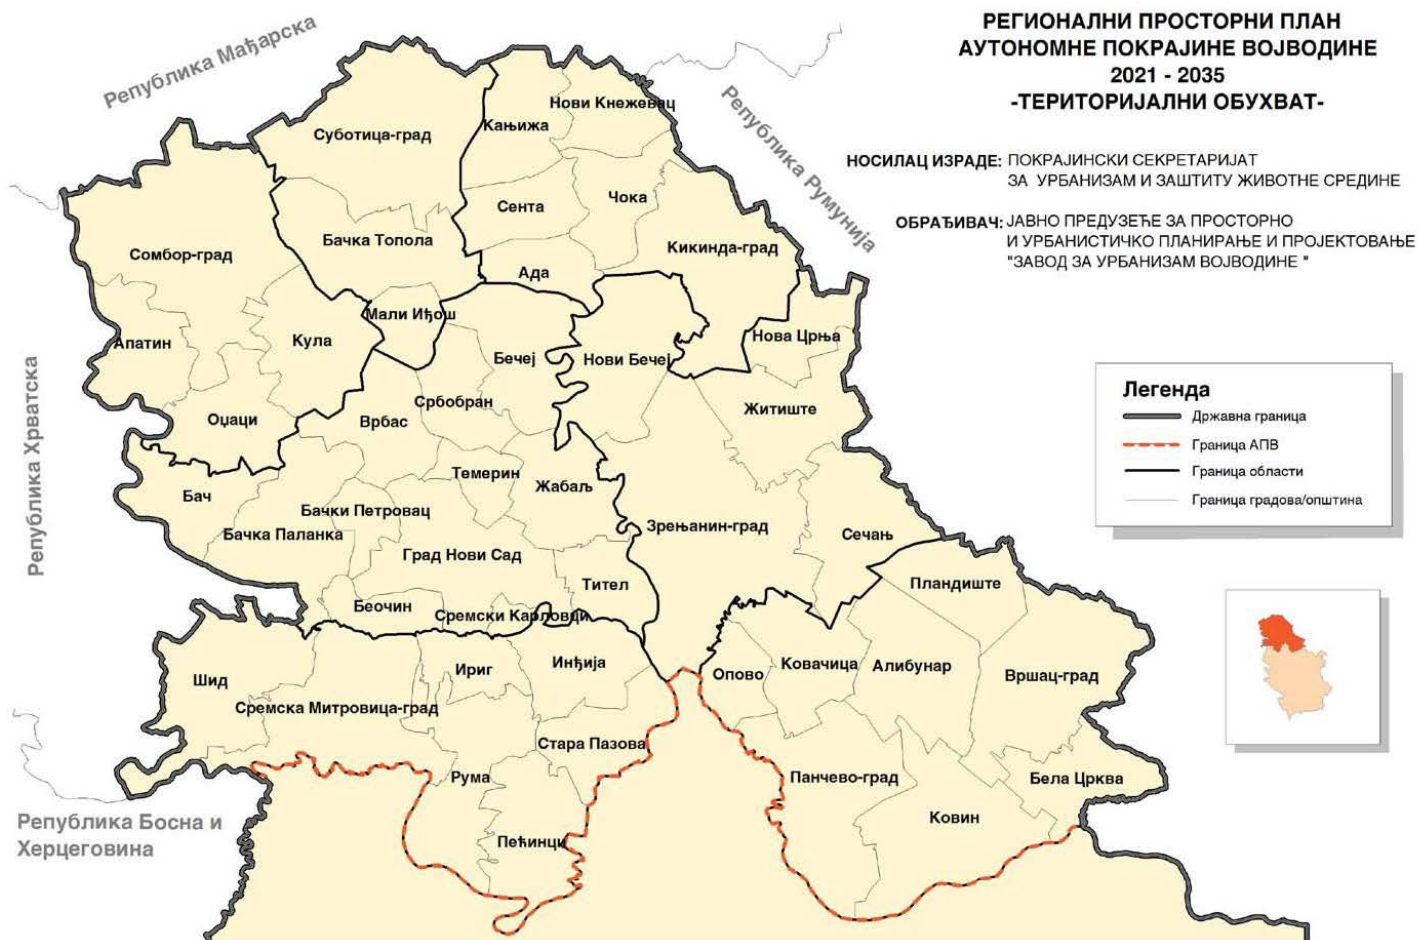 РЕГИОНАЛНИ ПРОСТОРНИ ПЛАН
АУТОНОМНЕ ПОКРАЈИНЕ ВОЈВОДИНЕ
2021 - 2035
-ТЕРИТОРИЈАЛНИ ОБУХВАТ-
НОСИЛАЦ ИЗРАДЕ: ПОКРАЈИНСКИ СЕКРЕТАРИЈАТ
ЗА УРБАНИЗАМ И ЗАШТИТУ ЖИВОТНЕ СРЕДИНЕ
ОБРАЂИВАЧ: ЈАВНО ПРЕДУЗЕЋЕ ЗА ПРОСТОРНО
И УРБАНИСТИЧКО ПЛАНИРАЊЕ И ПРОЈЕКТОВАЊЕ
"ЗАВОД ЗА УРБАНИЗАМ ВОЈВОДИНЕ "
Република Мађарска
Република Румунија
Република Хрватска
Република Босна и
Херцеговина
Нови Кнежевац
Кањижа
Суботица-град
Чока
Сента
Бачка Топола
Кикинда-град
Сомбор-град
Ада
Мали Иђош
Нова Црња
Апатин
Кула
Бечеј
Нови Бечеј
Србобран
Житиште
Оџаци
Врбас
Темерин
Жабаљ
Бач
Бачки Петровац
Бачка Паланка
Зрењанин-град
Сечањ
Град Нови Сад
Тител
Пландиште
Беочин
Сремски Карловци
Шид
Ириг
Инђија
Опово
Ковачица
Алибунар
Вршац-град
Сремска Митровица-град
Стара Пазова
Рума
Панчево-град
Бела Црква
Ковин
Пећинци
Легенда
Државна граница
Граница АПВ
Граница области
Граница градова/општина